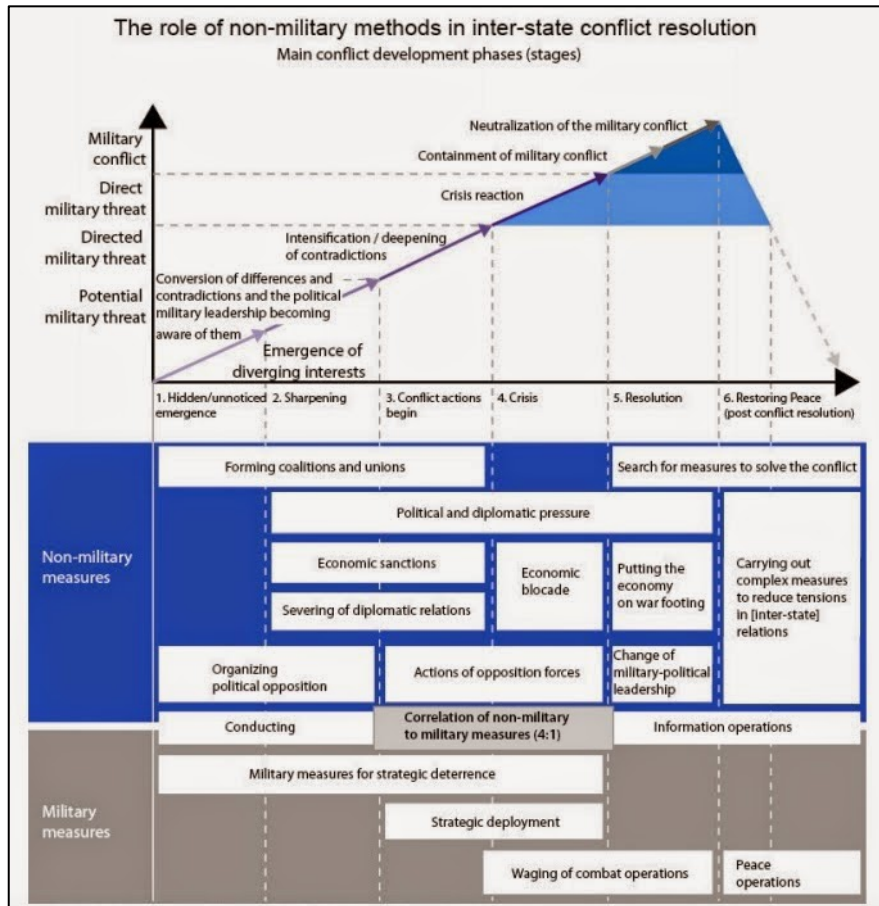 The role of non-military methods in inter-state conflict resolution
Main conflict development phases (stages)
Military
conflict
Direct
military threat
Directed
military threat
Potential
military threat
Neutralization of the military conflict
Containment of military conflict
Crisis reaction
Intensification / deepening
of contradictions
Conversion of differences and
contradictions and the political
military leadership becoming
aware of them
Emergence of
diverging interests
1. Hidden/unnoticed
emergence
2. Sharpening
3. Conflict actions
begin
4. Crisis
5. Resolution
6. Restoring Peace
(post conflict resolution)
Non-military
measures
Forming coalitions and unions
Search for measures to solve the conflict
Political and diplomatic pressure
Economic sanctions
Severing of diplomatic relations
Economic
blocade
Putting the
economy
on war footing
Carrying out
complex measures
to reduce tensions
in [inter-state]
relations
Organizing
political opposition
Actions of opposition forces
Change of
military-political
leadership
Conducting
Correlation of non-military
to military measures (4:1)
Information operations
Military
measures
Military measures for strategic deterrence
Strategic deployment
Waging of combat operations
Peace
operations